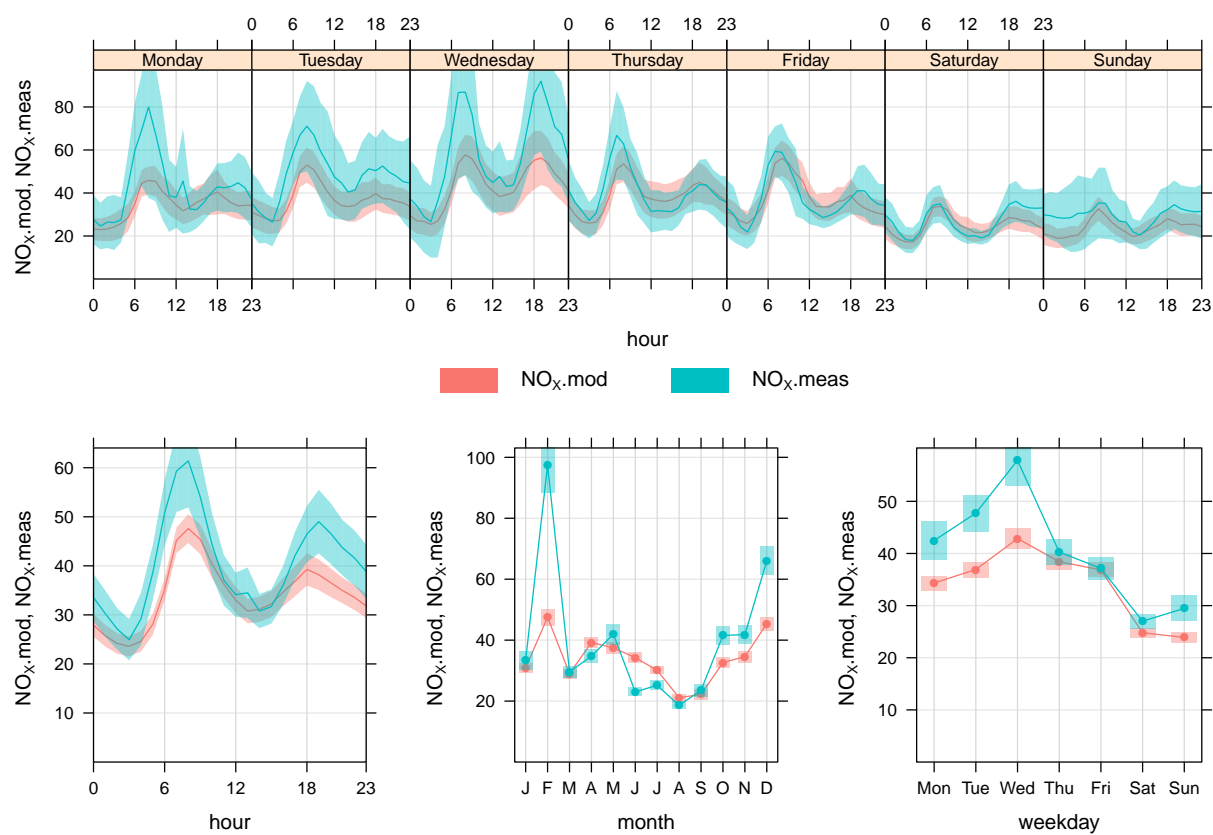 0 6 12 18 23 0 6 12 18 23 0 6 12 18 23
Monday Tuesday Wednesday Thursday Friday Saturday Sunday
NOX.mod, NOX.meas
80
60
40
20
0 6 12 18 23 0 6 12 18 23 0 6 12 18 23 0 6 12 18 23
hour
NOX.mod NOX.meas
NOX.mod, NOX.meas
60
50
40
30
20
10
0 6 12 18 23
hour
NOX.mod, NOX.meas
100
80
60
40
20
J F M A M J J A S O N D
month
NOX.mod, NOX.meas
50
40
30
20
10
Mon Tue Wed Thu Fri Sat Sun
weekday